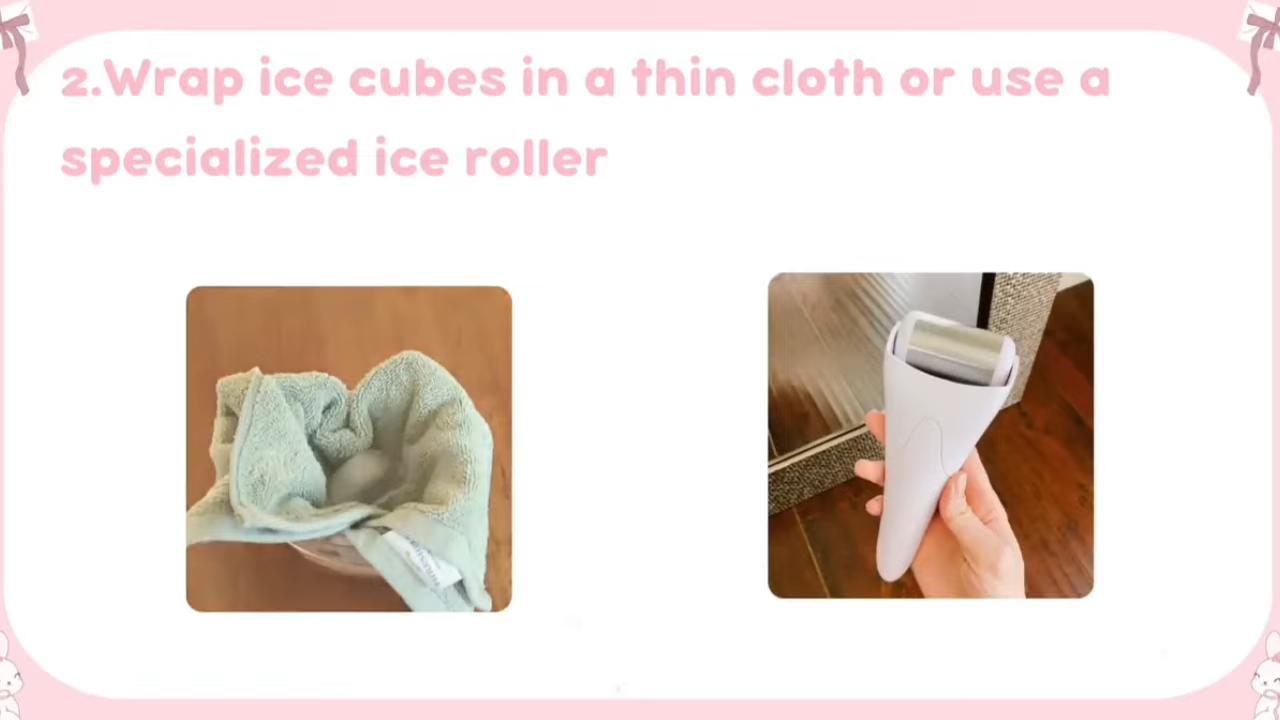 2.Wrap ice cubes in a thin cloth or use a
specialized ice roller